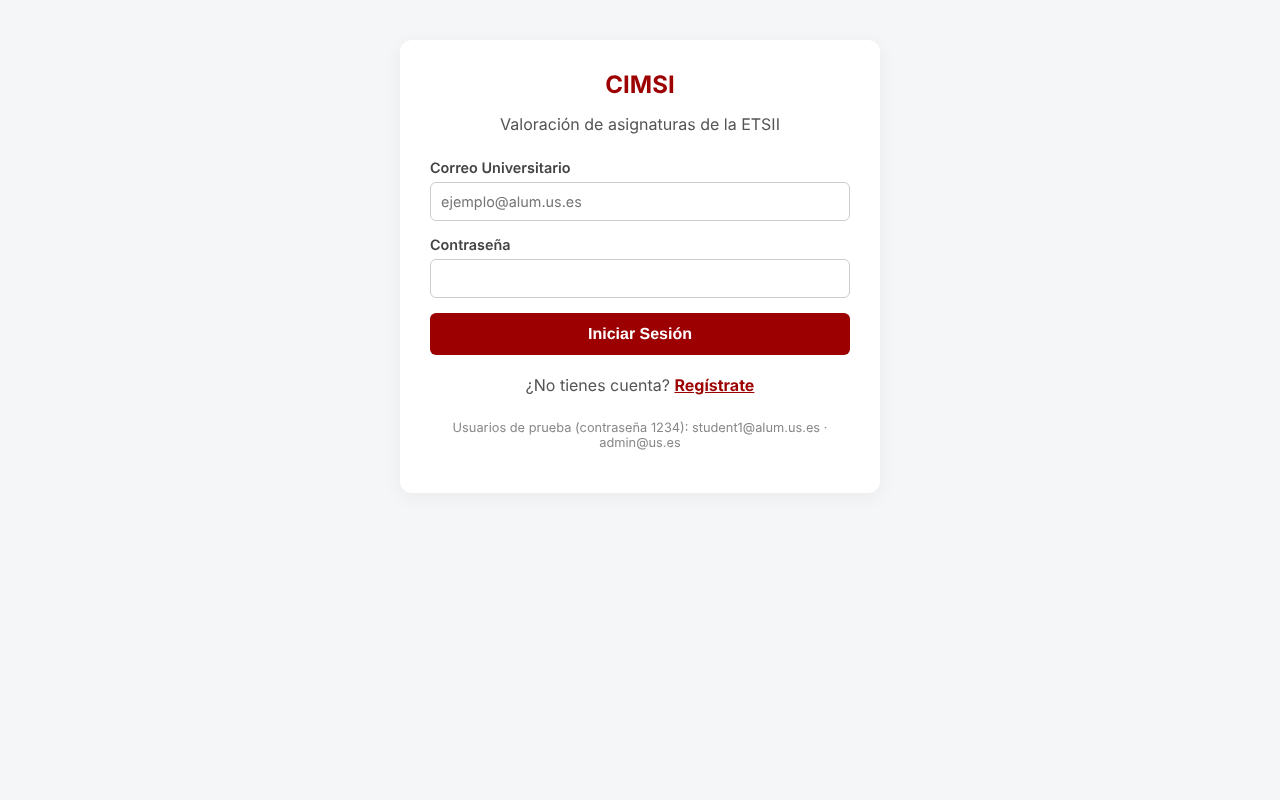 CIMSI
Valoración de asignaturas de la ETSII
Correo Universitario
ejemplo@alum.us.es
Contraseña
Iniciar Sesión
¿No tienes cuenta? Regístrate
Usuarios de prueba (contraseña 1234): student1@alum.us.es ·
admin@us.es